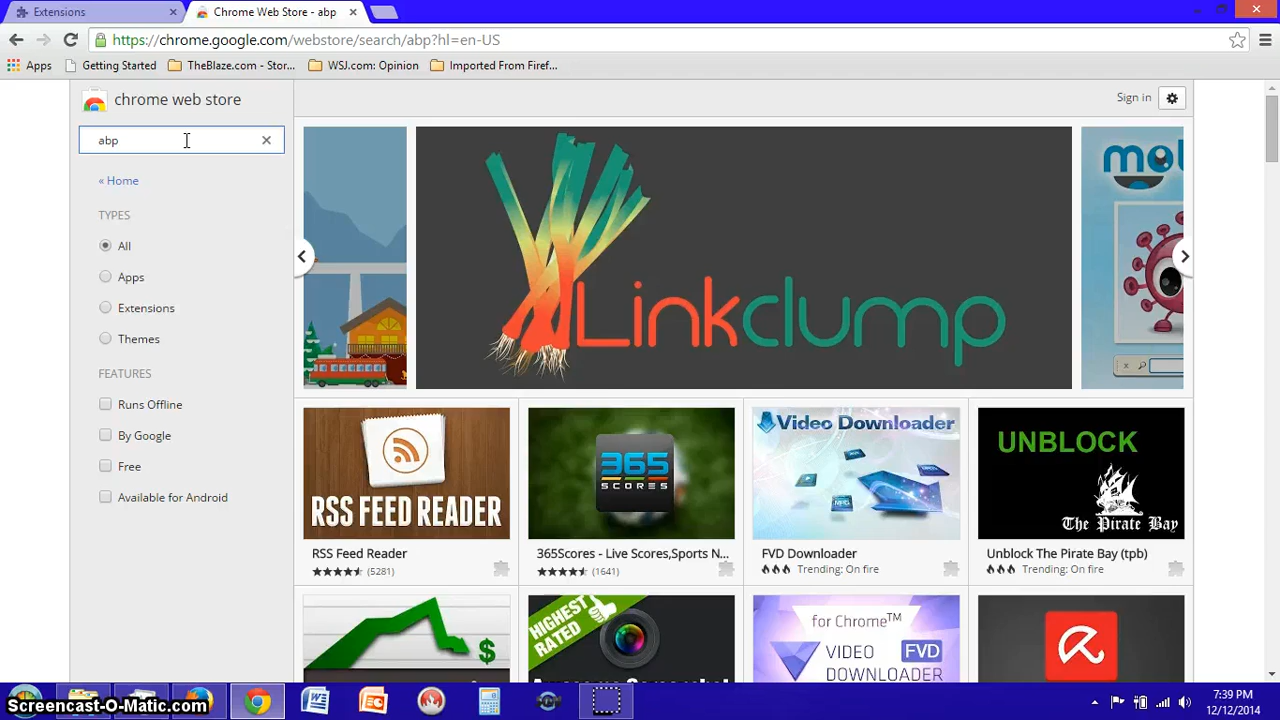 Extensions
Chrome Web Store - abp
https://chrome.google.com/webstore/search/abp?hl=en-US
Apps
Getting Started
TheBlaze.com - Stor...
WSJ.com: Opinion
Imported From Firef...
chrome web store
Sign in
abp
« Home
TYPES
All
Apps
Extensions
Themes
FEATURES
Runs Offline
By Google
Free
Available for Android
Linkclump
RSS FEED READER
RSS Feed Reader
(5281)
365
SCORES
365Scores - Live Scores,Sports N...
(1641)
Video Downloader
FVD Downloader
Trending: On fire
UNBLOCK
The Pirate Bay
Unblock The Pirate Bay (tpb)
Trending: On fire
$
HIGHEST
RATED
for Chrome™
VIDEO FVD
DOWNLOADER
Screencast-O-Matic.com
7:39 PM
12/12/2014